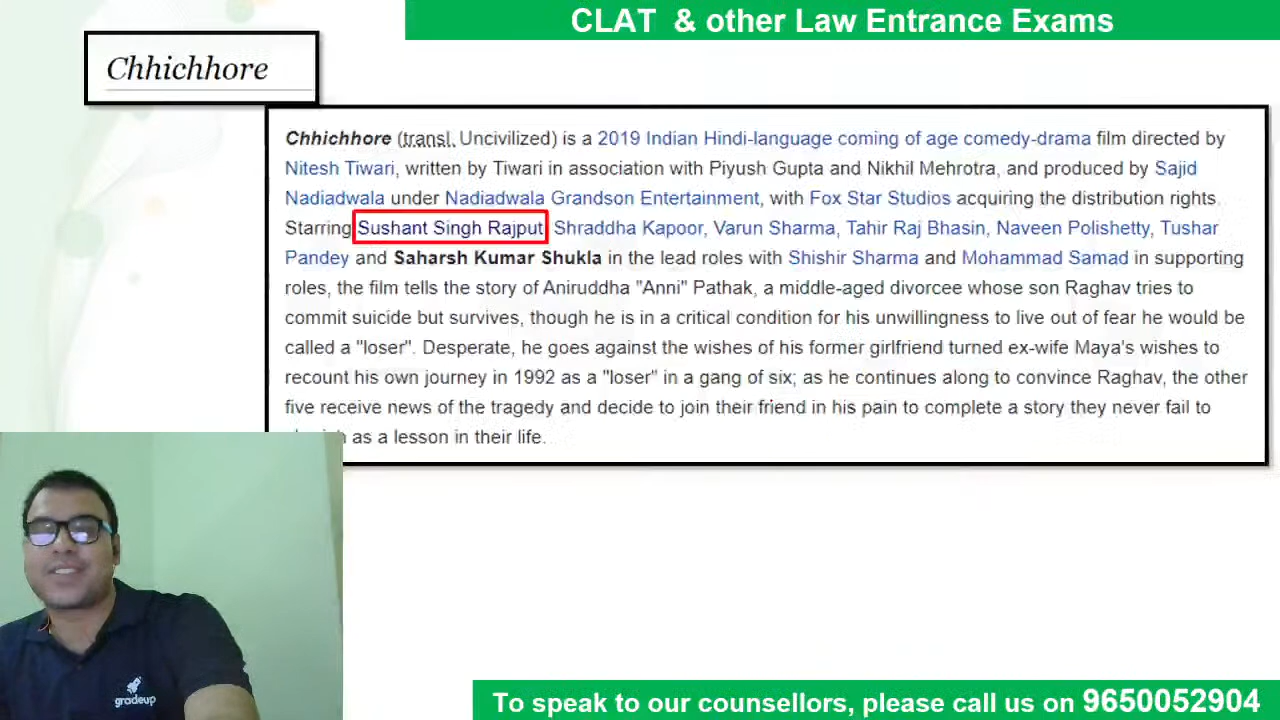 CLAT & other Law Entrance Exams
Chhichhore
Chhichhore (transl. Uncivilized) is a 2019 Indian Hindi-language coming of age comedy-drama film directed by
Nitesh Tiwari, written by Tiwari in association with Piyush Gupta and Nikhil Mehrotra, and produced by Sajid
Nadiadwala under Nadiadwala Grandson Entertainment, with Fox Star Studios acquiring the distribution rights.
Starring Sushant Singh Rajput Shraddha Kapoor, Varun Sharma, Tahir Raj Bhasin, Naveen Polishetty, Tushar
Pandey and Saharsh Kumar Shukla in the lead roles with Shishir Sharma and Mohammad Samad in supporting
roles, the film tells the story of Aniruddha "Anni" Pathak, a middle-aged divorcee whose son Raghav tries to
commit suicide but survives, though he is in a critical condition for his unwillingness to live out of fear he would be
called a "loser". Desperate, he goes against the wishes of his former girlfriend turned ex-wife Maya's wishes to
recount his own journey in 1992 as a "loser" in a gang of six; as he continues along to convince Raghav, the other
five receive news of the tragedy and decide to join their friend in his pain to complete a story they never fail to
as a lesson in their life.
gradeup
To speak to our counsellors, please call us on 9650052904